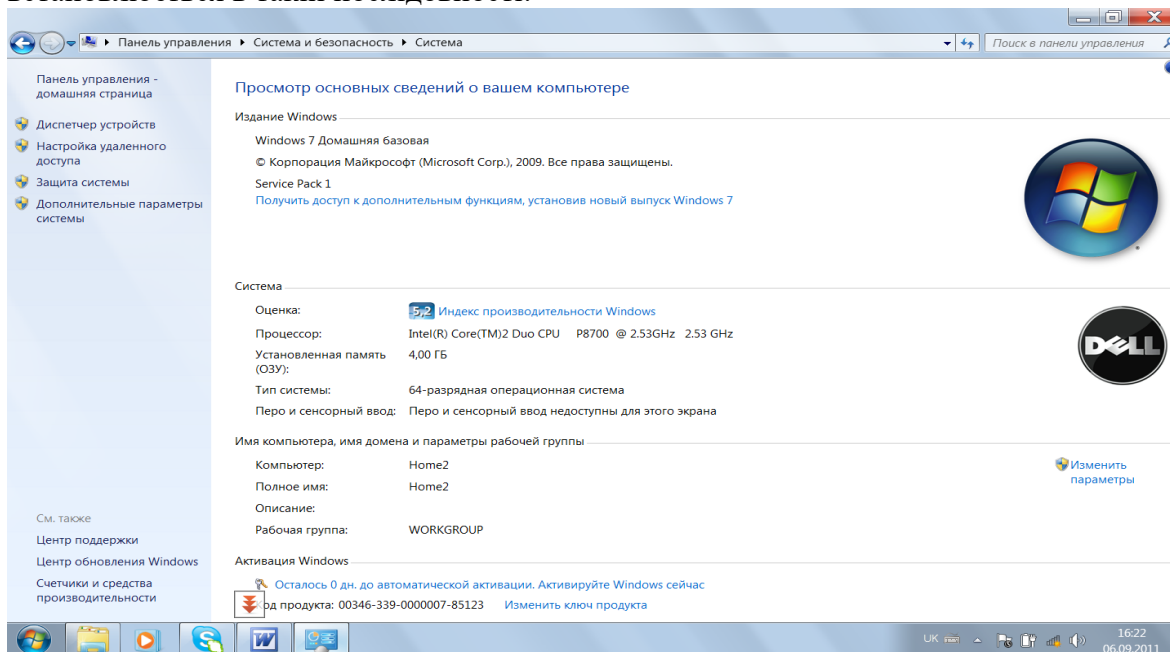 Панель управления ▸ Система и безопасность ▸ Система
Поиск в панели управления
Панель управления -
домашняя страница
Диспетчер устройств
Настройка удаленного
доступа
Защита системы
Дополнительные параметры
системы
См. также
Центр поддержки
Центр обновления Windows
Счетчики и средства
производительности
Просмотр основных сведений о вашем компьютере
Издание Windows
Windows 7 Домашняя базовая
© Корпорация Майкрософт (Microsoft Corp.), 2009. Все права защищены.
Service Pack 1
Получить доступ к дополнительным функциям, установив новый выпуск Windows 7
Система
Оценка: 5,2 Индекс производительности Windows
Процессор: Intel(R) Core(TM)2 Duo CPU P8700 @ 2.53GHz 2.53 GHz
Установленная память 4,00 ГБ
(ОЗУ):
Тип системы: 64-разрядная операционная система
Перо и сенсорный ввод: Перо и сенсорный ввод недоступны для этого экрана
DELL
Имя компьютера, имя домена и параметры рабочей группы
Компьютер: Home2
Изменить
параметры
Полное имя: Home2
Описание:
Рабочая группа: WORKGROUP
Активация Windows
Осталось 0 дн. до автоматической активации. Активируйте Windows сейчас
од продукта: 00346-339-0000007-85123 Изменить ключ продукта
UK 16:22
06.09.2011